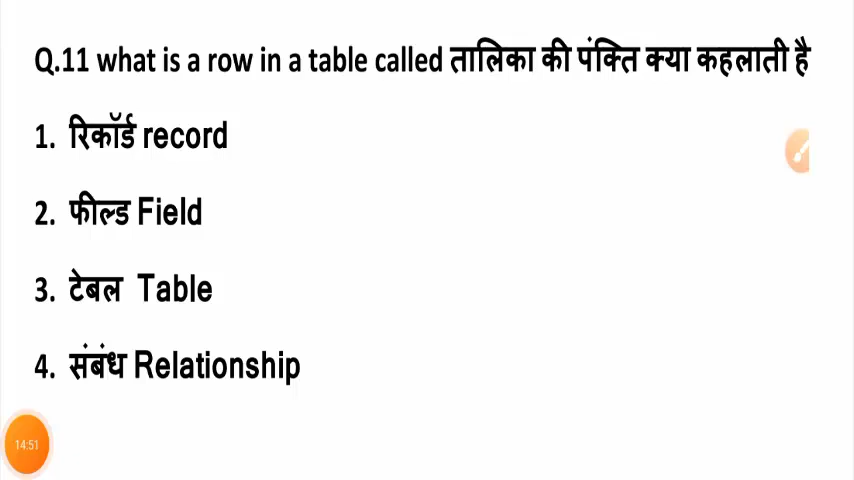 Q.11 what is a row in a table called तालिका की पंक्ति क्या कहलाती है
1. रिकॉर्ड record
2. फील्ड Field
3. टेबल Table
4. संबंध Relationship
14:51